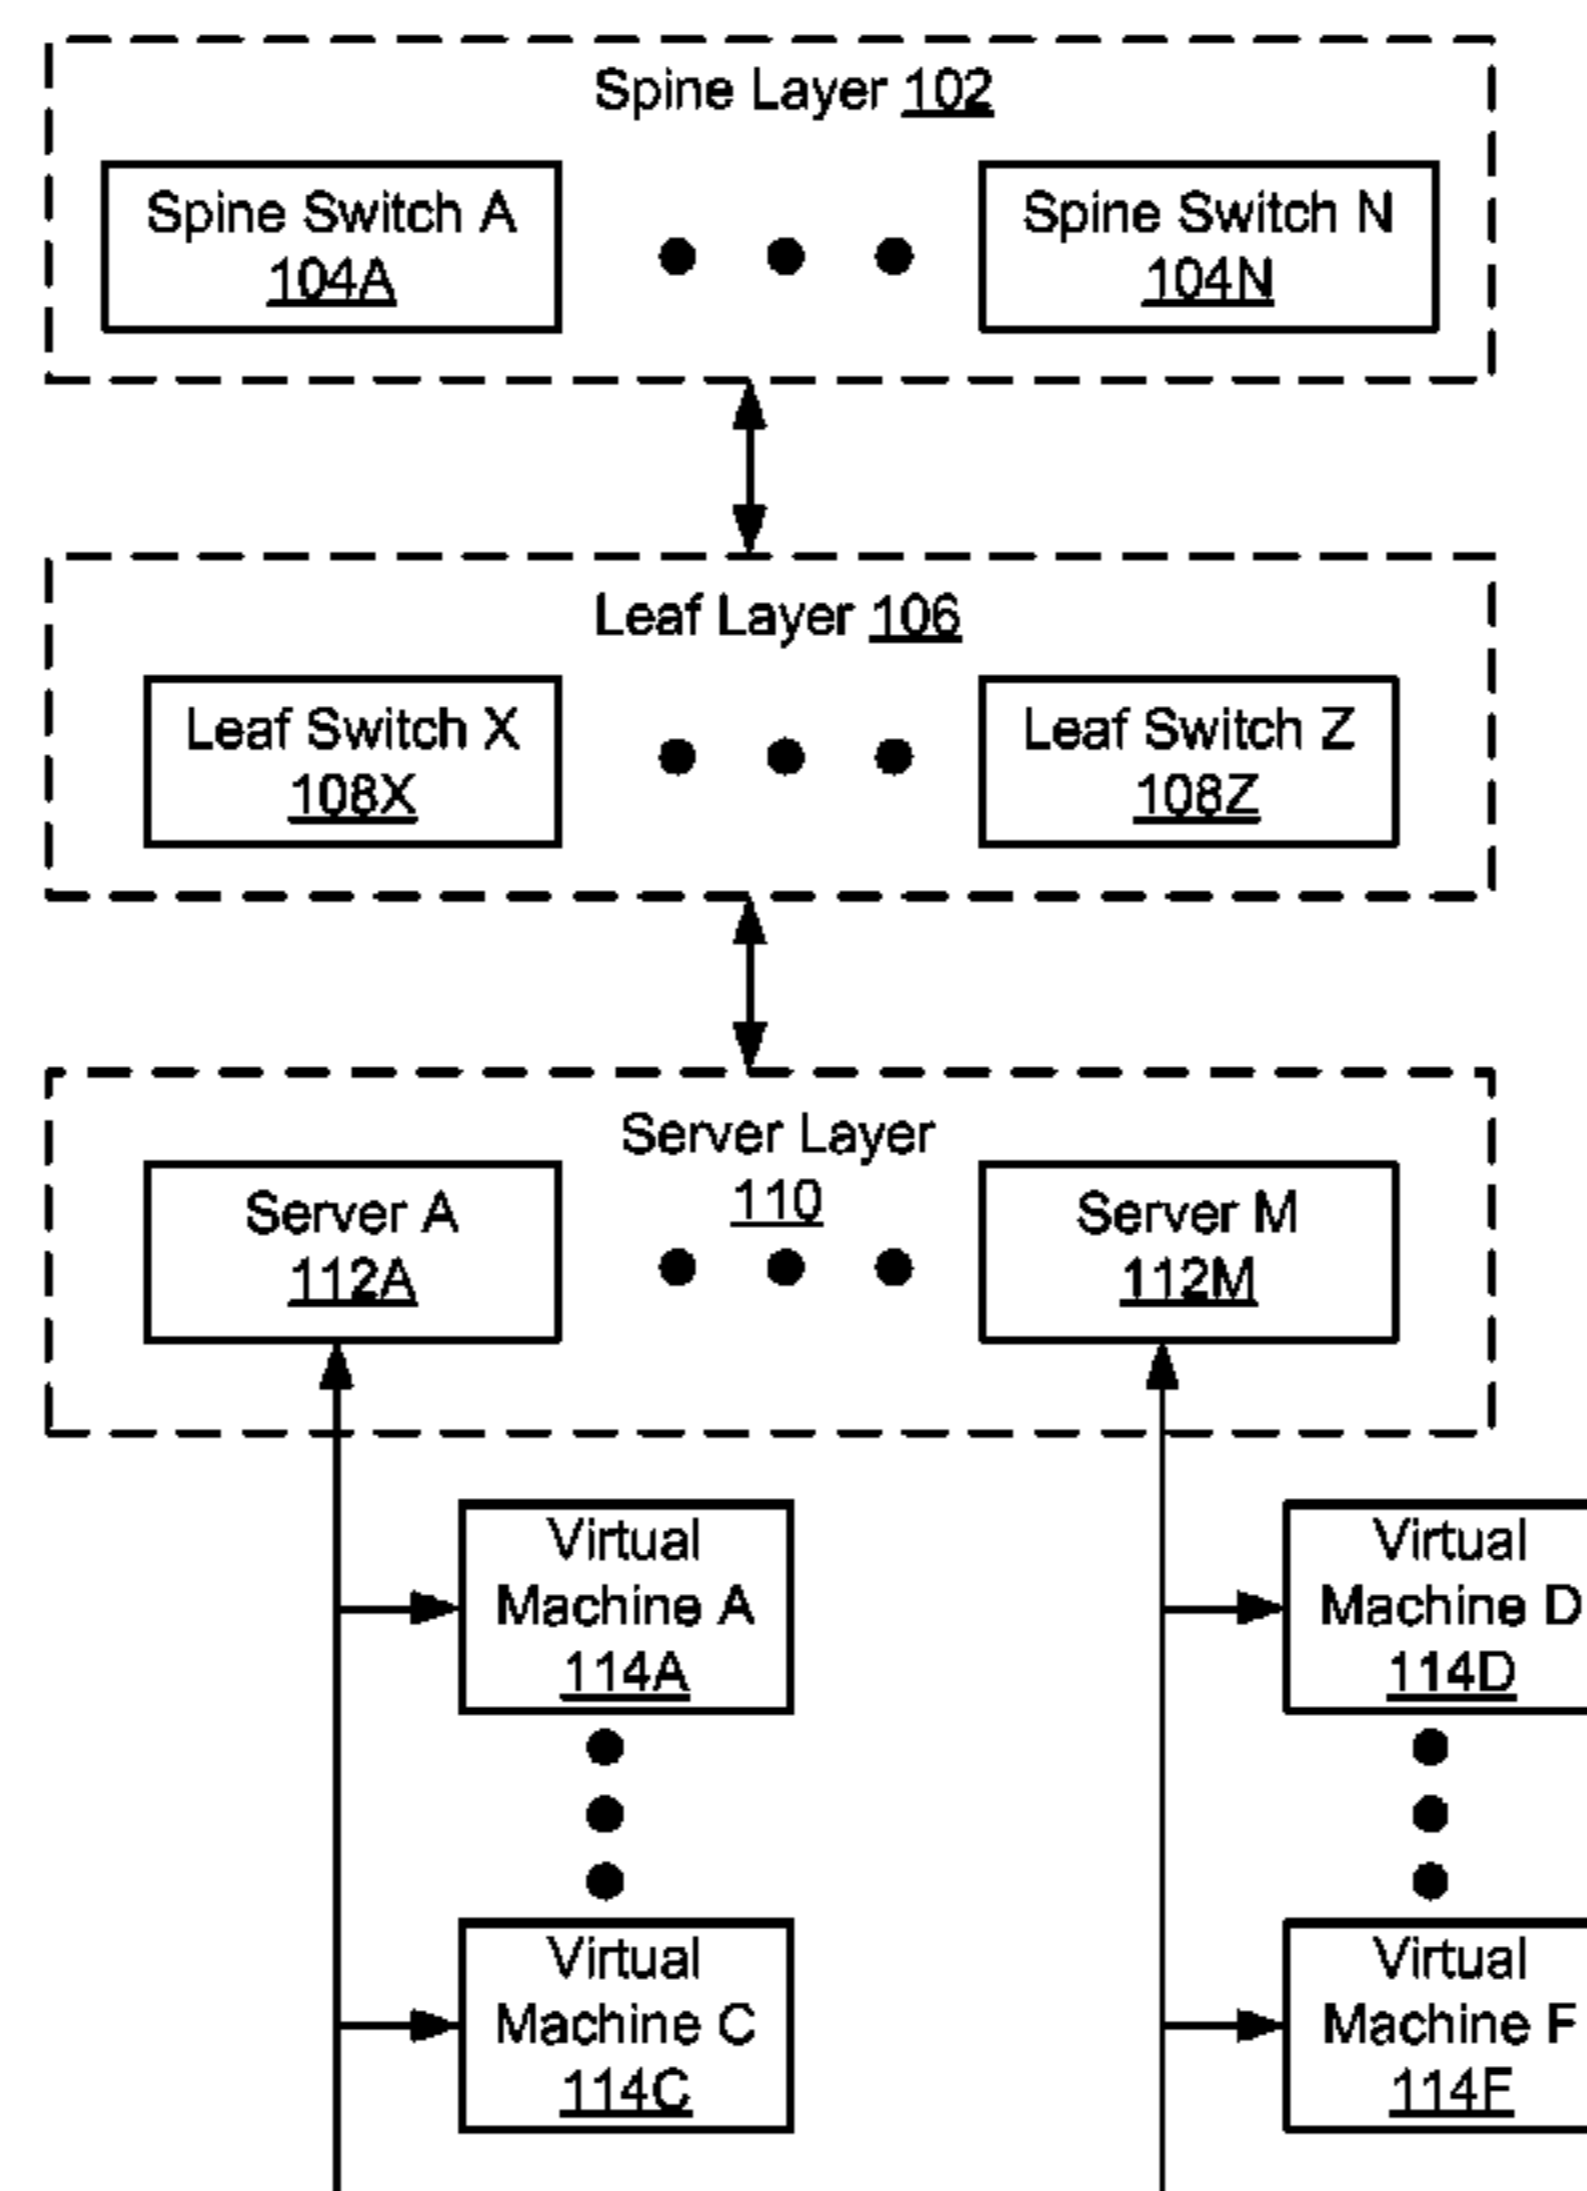 Spine Layer 102
Spine Switch A
104A
Spine Switch N
104N
Leaf Layer 106
Leaf Switch X
108X
Leaf Switch Z
108Z
Server Layer
110
Server A
112A
Server M
112M
Virtual
Machine A
114A
Virtual
Machine D
114D
Virtual
Machine C
114C
Virtual
Machine F
114F